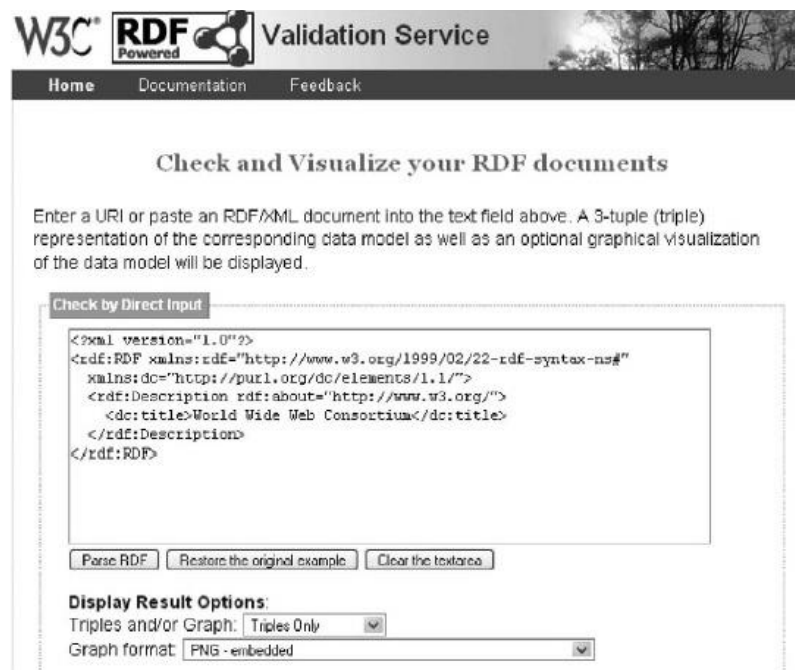 W3C® RDF Powered Validation Service
Home Documentation Feedback
Check and Visualize your RDF documents
Enter a URI or paste an RDF/XML document into the text field above. A 3-tuple (triple)
representation of the corresponding data model as well as an optional graphical visualization
of the data model will be displayed.
Check by Direct Input
<?xml version="1.0"?>
<rdf:RDF xmlns:rdf="http://www.w3.org/1999/02/22-rdf-syntax-ns#"
xmlns:dc="http://purl.org/dc/elements/1.1/">
<rdf:Description rdf:about="http://www.w3.org/">
<dc:title>World Wide Web Consortium</dc:title>
</rdf:Description>
</rdf:RDF>
Parse RDF Restore the original example Clear the textarea
Display Result Options:
Triples and/or Graph: Triples Only
Graph format: PNG - embedded